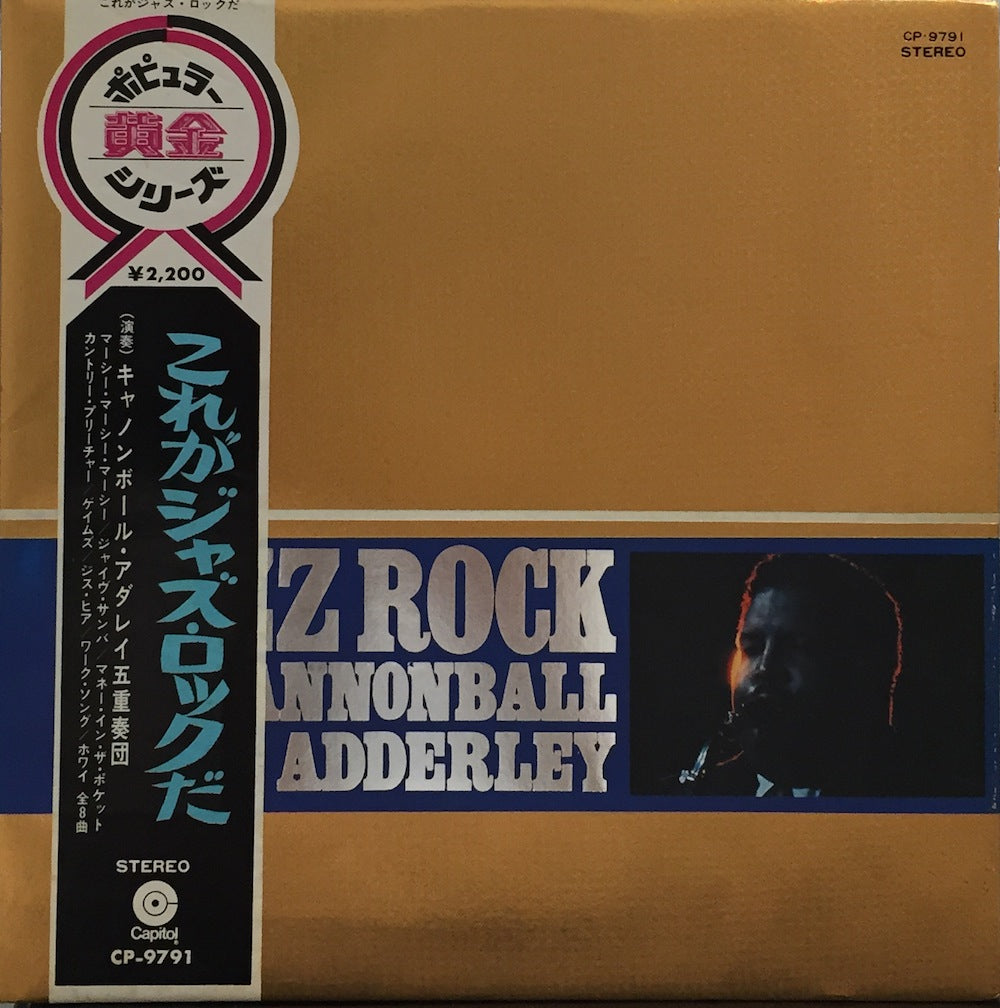 これがジャズ・ロックだ
ポピュラー
黄金
シリーズ
¥2,200
これがジャズ・ロックだ
(演奏) キャノンボール・アダレイ五重奏団
マーシー・マーシー・マーシー/ジャイヴ・サンバ/マネー・イン・ザ・ポケット
カントリー・プリーチャー/ゲイムズ/ジス・ヒア/ワーク・ソング/ホワイ 全8曲
STEREO
Capitol
CP-9791
CP-9791
STEREO
ZZ ROCK
ANNONBALL
ADDERLEY